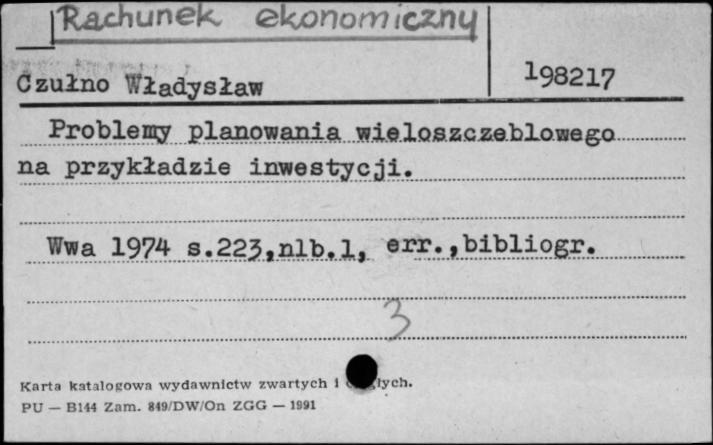 Rachunek ekonomiczny
Czułno Władysław 198217
Problemy planowania wieloszczeblowego
na przykładzie inwestycji.
Wwa 1974 s.223,nlb.1, err.,bibliogr.
3
Karta katalogowa wydawnictw zwartych i
PU — B144 Zam. 849/DW/On ZGG — 1991